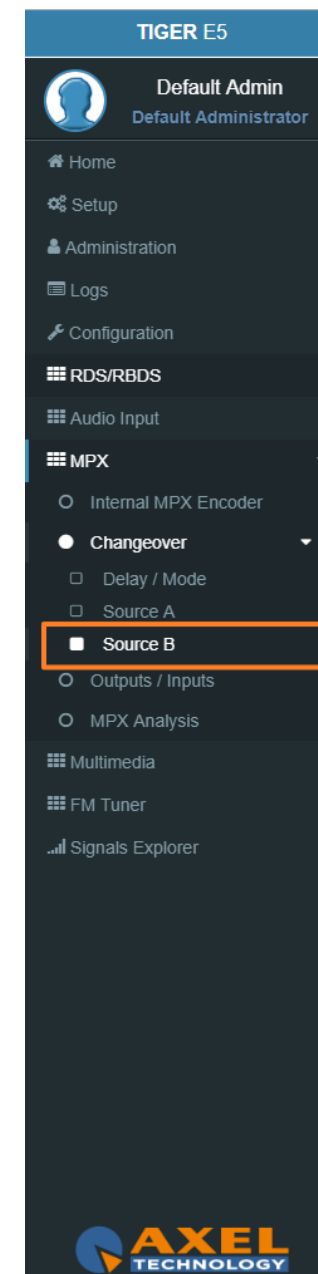 TIGER E5
Default Admin
Default Administrator
Home
Setup
Administration
Logs
Configuration
RDS/RBDS
Audio Input
MPX
Internal MPX Encoder
Changeover
Delay / Mode
Source A
Source B
Outputs / Inputs
MPX Analysis
Multimedia
FM Tuner
Signals Explorer
AXEL
TECHNOLOGY